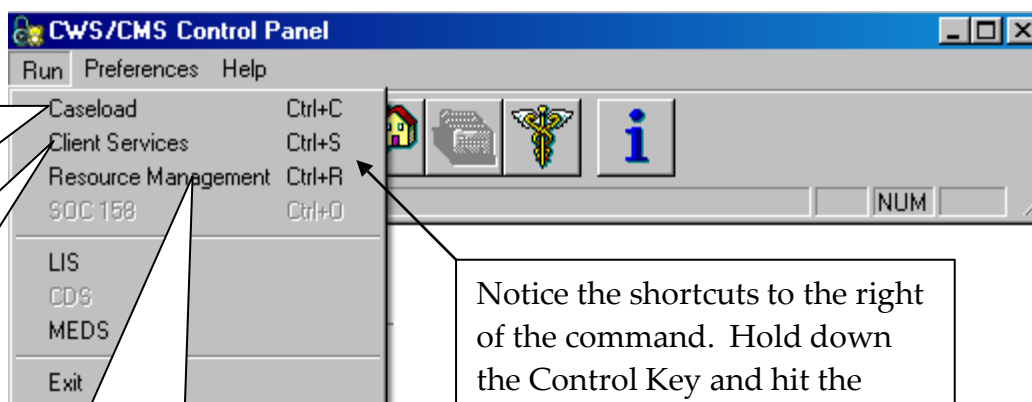 CWS/CMS Control Panel
Run Preferences Help
Caseload Ctrl+C
Client Services Ctrl+S
Resource Management Ctrl+R
SOC 158 Ctrl+O
NUM
LIS
CDS
MEDS
Exit
Notice the shortcuts to the right
of the command. Hold down
the Control Key and hit the